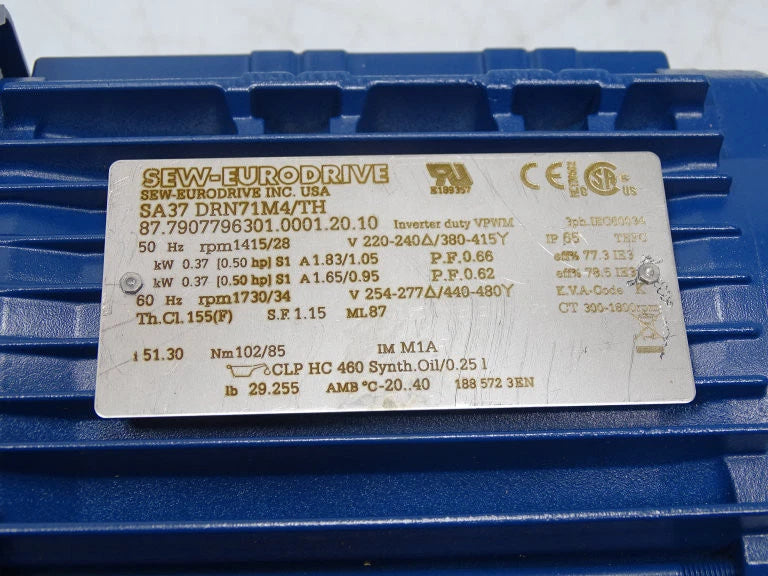 SEW-EURODRIVE
SEW-EURODRIVE INC. USA
E189357
SA37 DRN71M4/TH
87.7907796301.0001.20.10 Inverter duty VPWM 3ph.IEC60034
50 Hz rpm1415/28 V 220-240Δ/380-415Y IP 65 TEFC
kW 0.37 [0.50 hp] S1 A 1.83/1.05 P.F.0.66 eff% 77.3 IE3
kW 0.37 [0.50 hp] S1 A 1.65/0.95 P.F.0.62 eff% 78.5 IE3
60 Hz rpm1730/34 V 254-277Δ/440-480Y K.V.A-Code
Th.Cl.155(F) S.F. 1.15 ML87 CT 300-1800rpm
i 51.30 Nm102/85 IM M1A
CLP HC 460 Synth.Oil/0.25 l
lb 29.255 AMB °C-20..40 188 572 3EN